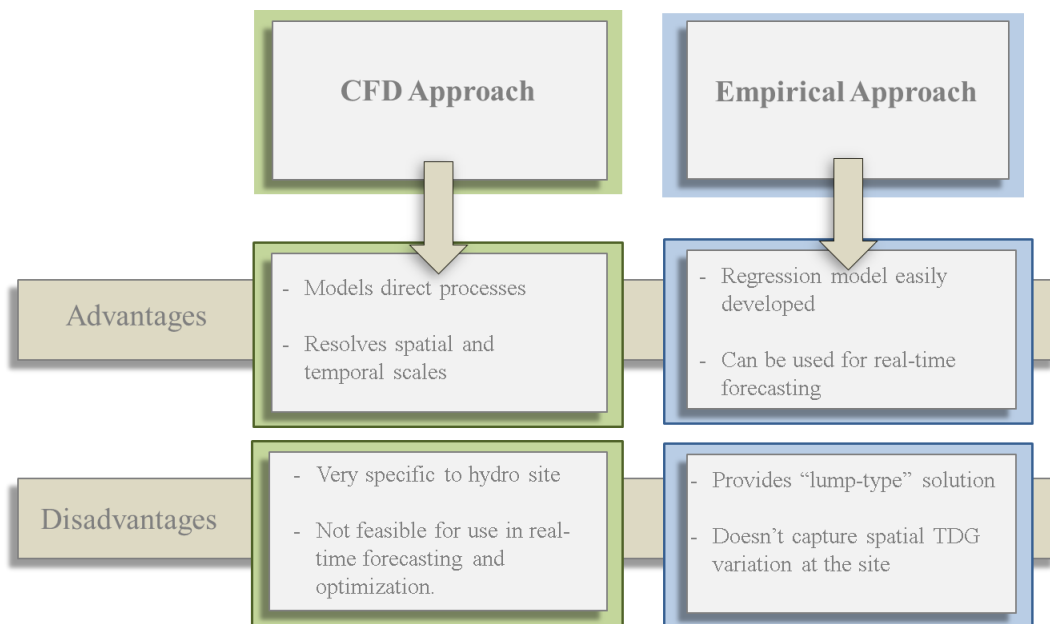 CFD Approach
Empirical Approach
Advantages
- Models direct processes
- Resolves spatial and
temporal scales
- Regression model easily
developed
- Can be used for real-time
forecasting
Disadvantages
- Very specific to hydro site
- Not feasible for use in real-
time forecasting and
optimization.
- Provides “lump-type” solution
- Doesn’t capture spatial TDG
variation at the site